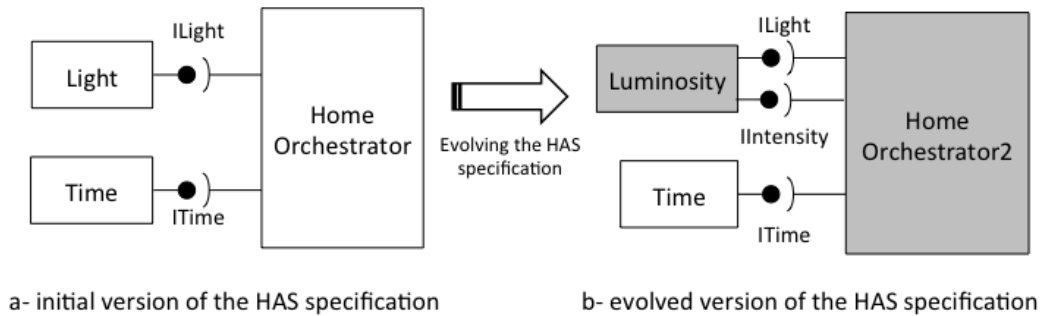 ILight
Light
Home
Orchestrator
Time
ITime
Evolving the HAS
specification
ILight
Luminosity
IIntensity
Home
Orchestrator2
Time
ITime
a- initial version of the HAS specification
b- evolved version of the HAS specification